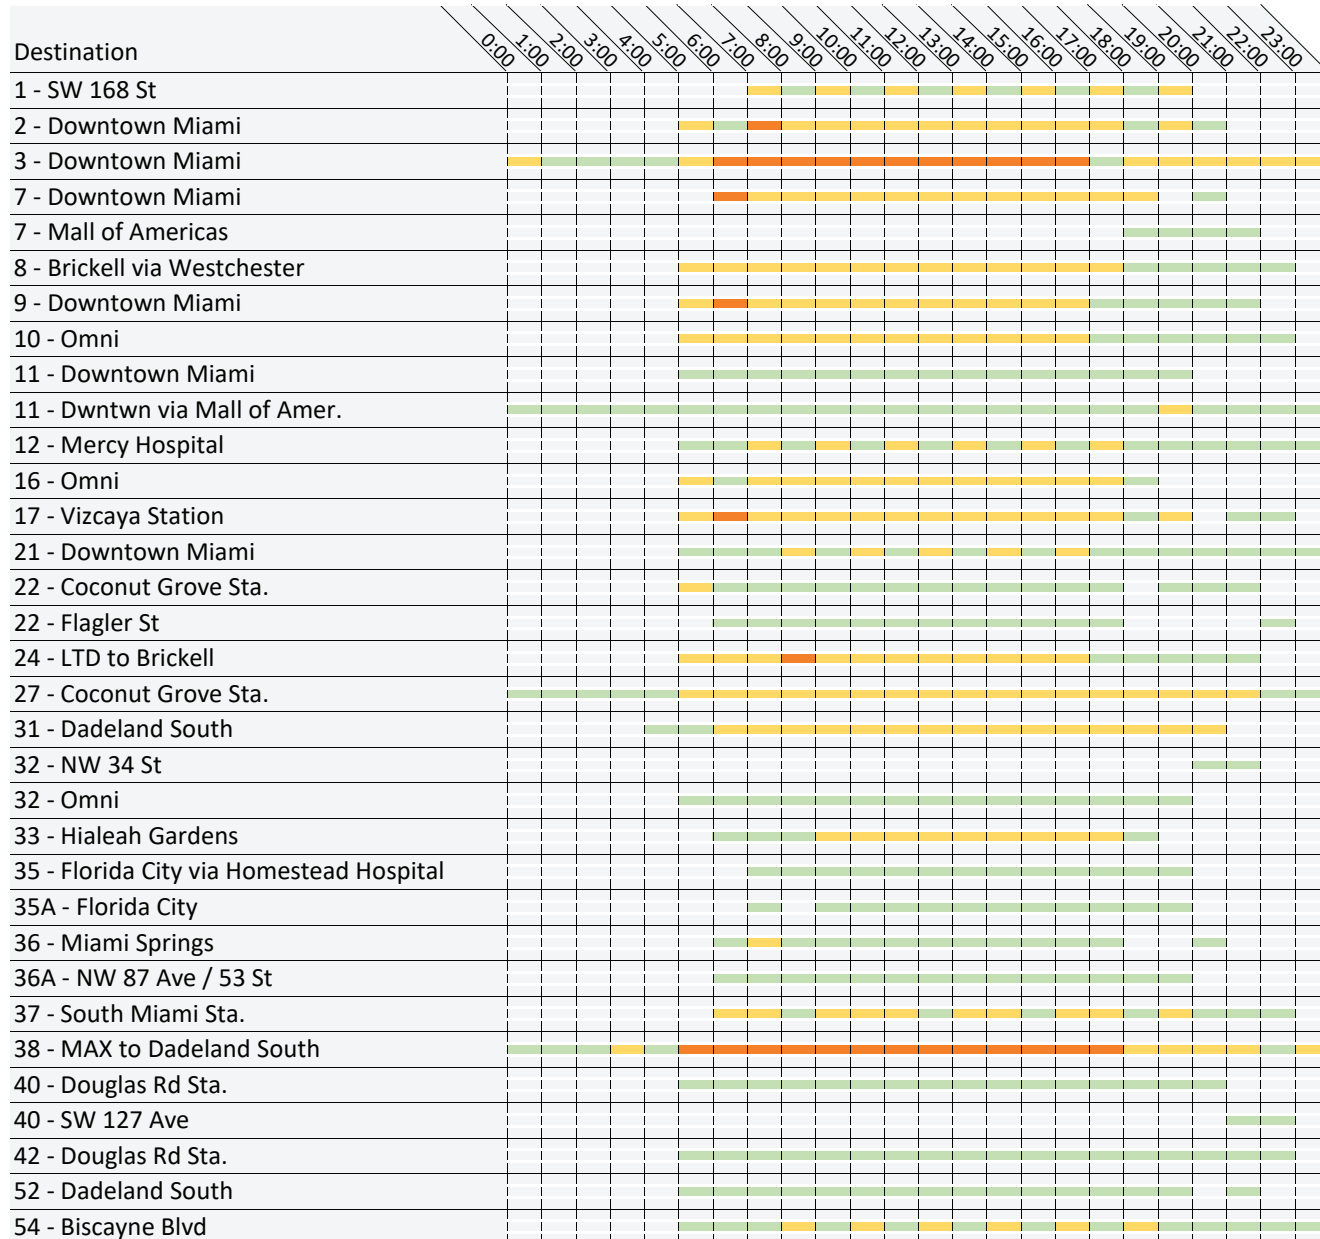 Destination
0:00 1:00 2:00 3:00 4:00 5:00 6:00 7:00 8:00 9:00 10:00 11:00 12:00 13:00 14:00 15:00 16:00 17:00 18:00 19:00 20:00 21:00 22:00 23:00
1 - SW 168 St
2 - Downtown Miami
3 - Downtown Miami
7 - Downtown Miami
7 - Mall of Americas
8 - Brickell via Westchester
9 - Downtown Miami
10 - Omni
11 - Downtown Miami
11 - Dwntwn via Mall of Amer.
12 - Mercy Hospital
16 - Omni
17 - Vizcaya Station
21 - Downtown Miami
22 - Coconut Grove Sta.
22 - Flagler St
24 - LTD to Brickell
27 - Coconut Grove Sta.
31 - Dadeland South
32 - NW 34 St
32 - Omni
33 - Hialeah Gardens
35 - Florida City via Homestead Hospital
35A - Florida City
36 - Miami Springs
36A - NW 87 Ave / 53 St
37 - South Miami Sta.
38 - MAX to Dadeland South
40 - Douglas Rd Sta.
40 - SW 127 Ave
42 - Douglas Rd Sta.
52 - Dadeland South
54 - Biscayne Blvd